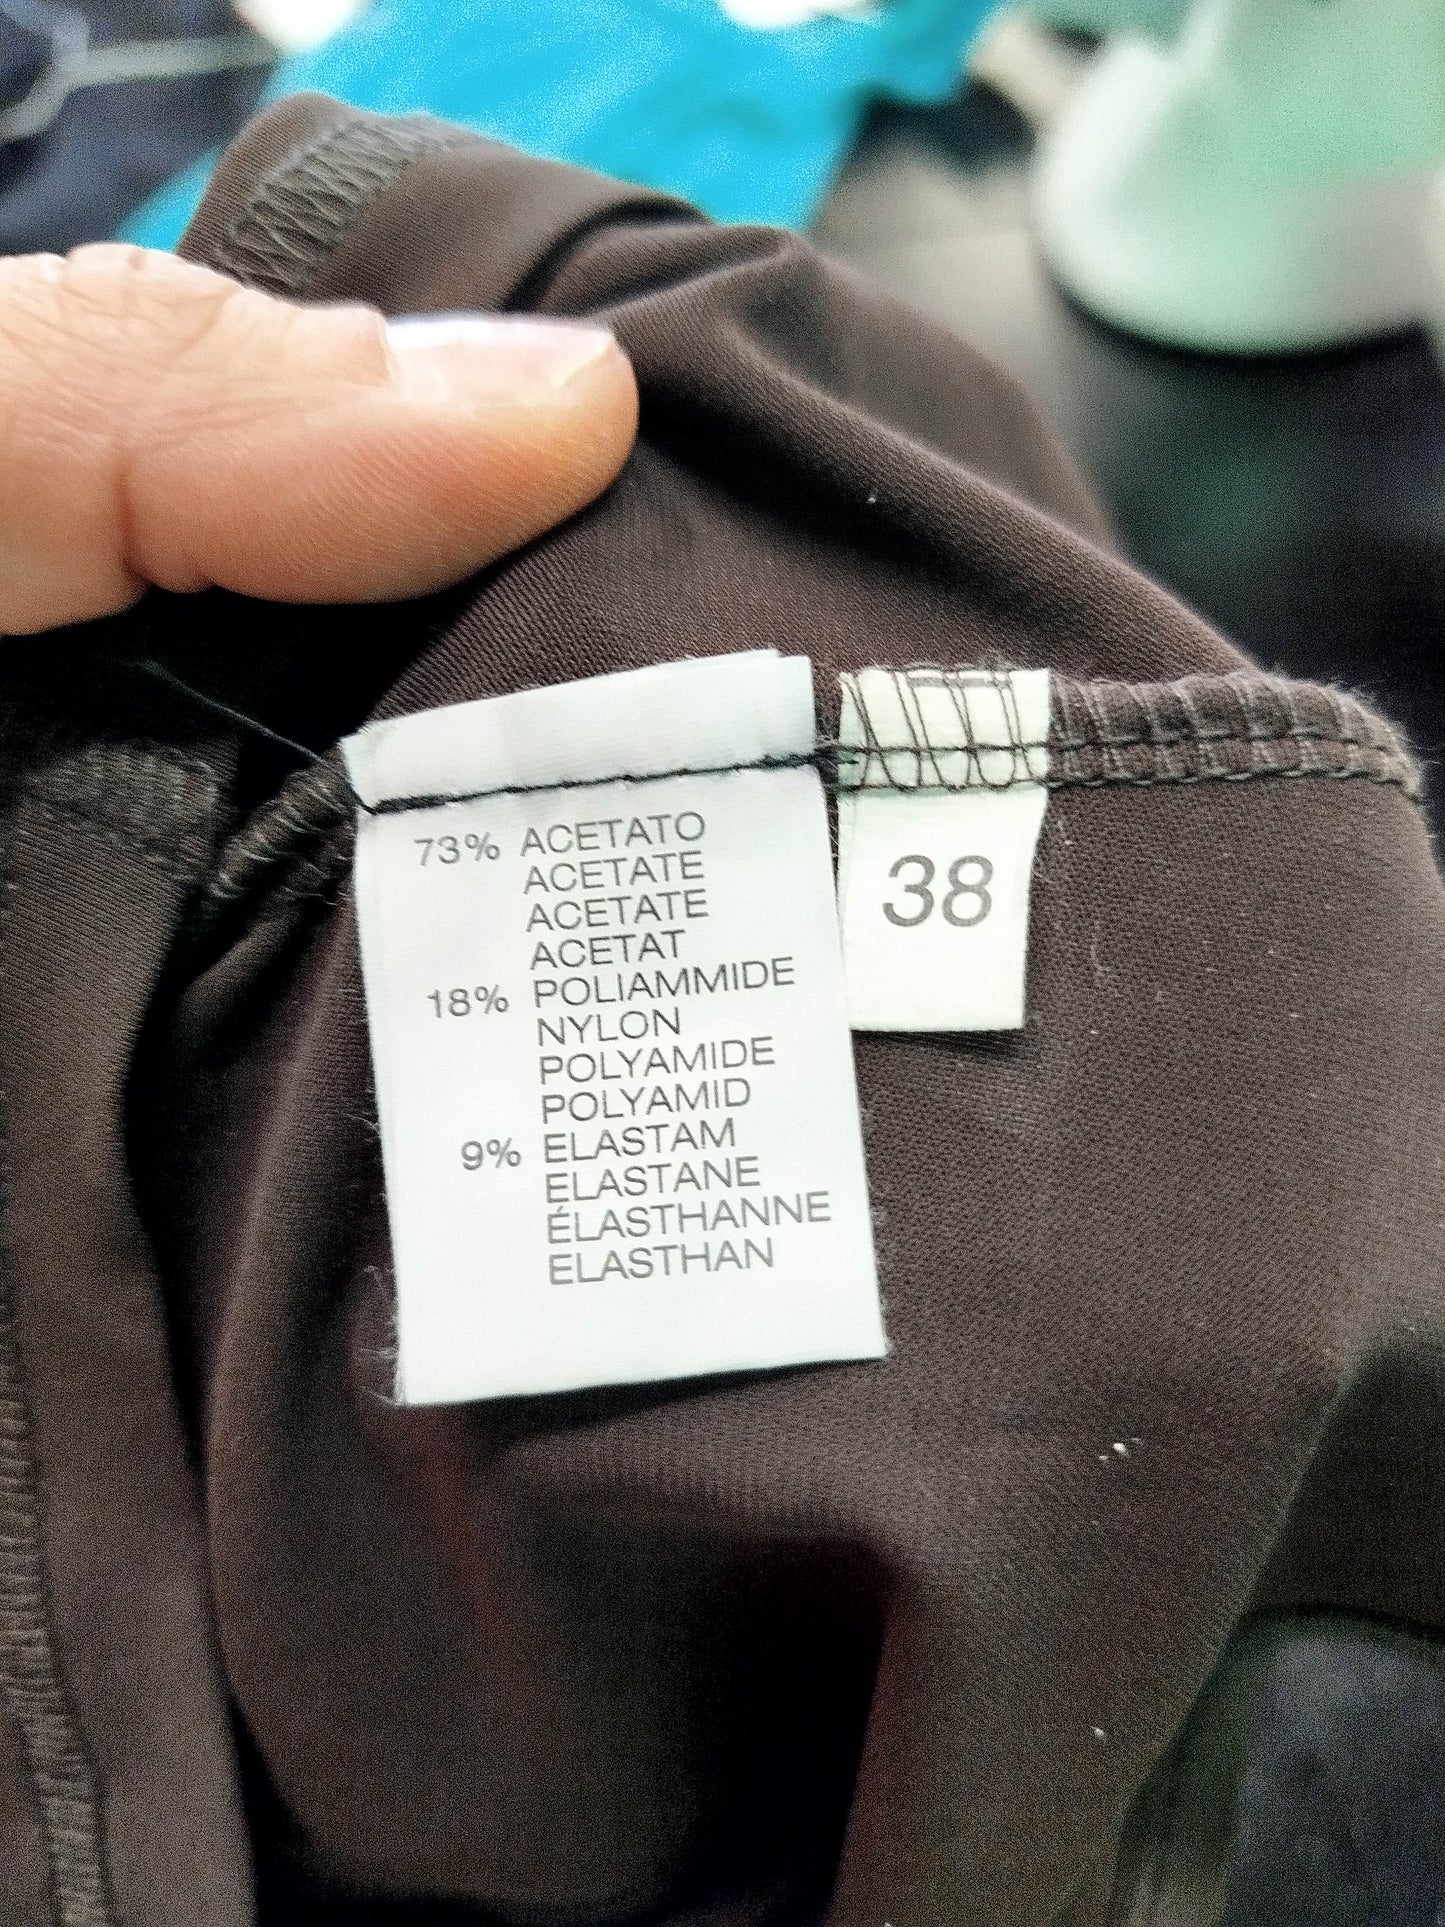 73% ACETATO
ACETATE
ACETATE
ACETAT
18% POLIAMMIDE
NYLON
POLYAMIDE
POLYAMID
9% ELASTAM
ELASTANE
ÉLASTHANNE
ELASTHAN
38